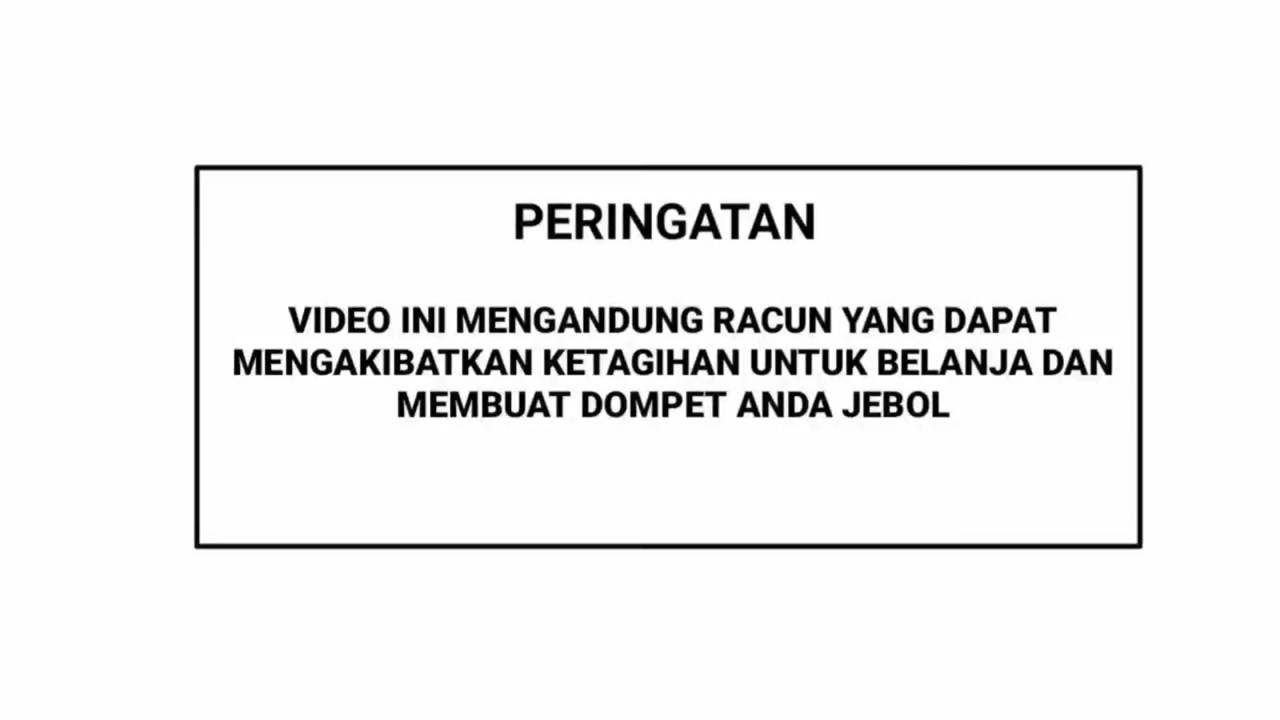 PERINGATAN
VIDEO INI MENGANDUNG RACUN YANG DAPAT
MENGAKIBATKAN KETAGIHAN UNTUK BELANJA DAN
MEMBUAT DOMPET ANDA JEBOL